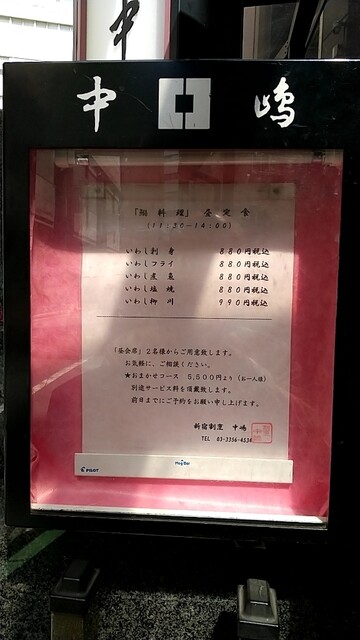 中
中嶋
「鰯料理」昼定食
(11:30-14:00)
いわし刺身 880円税込
いわしフライ 880円税込
いわし煮魚 880円税込
いわし塩焼 880円税込
いわし柳川 990円税込
「昼会席」2名様からご用意致します。
お気軽に、ご相談ください。
★おまかせコース 5,500円より(お一人様)
別途サービス料を頂戴致します。
前日までにご予約をお願い申し上げます。
新宿割烹 中嶋
TEL 03-3356-4534
PILOT
Mag Bar